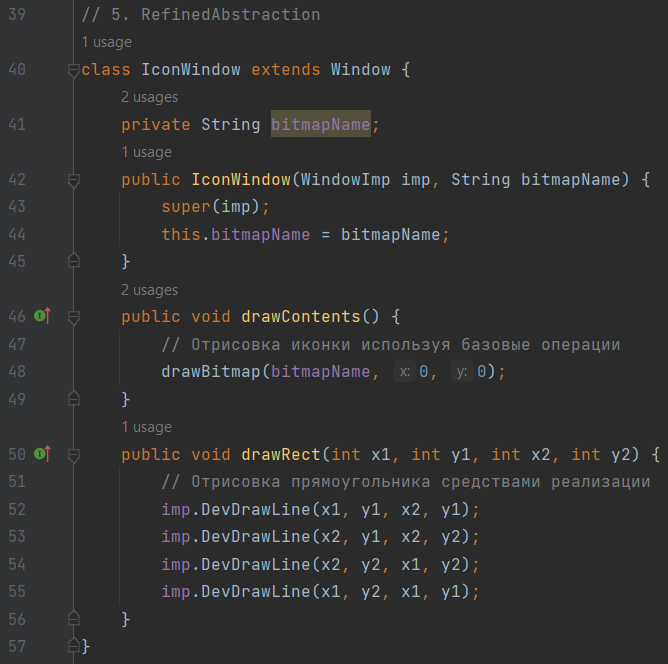 39 // 5. RefinedAbstraction
1 usage
40 class IconWindow extends Window {
2 usages
41 private String bitmapName;
1 usage
42 public IconWindow(WindowImp imp, String bitmapName) {
43 super(imp);
44 this.bitmapName = bitmapName;
45 }
2 usages
46 public void drawContents() {
47 // Отрисовка иконки используя базовые операции
48 drawBitmap(bitmapName, x: 0, y: 0);
49 }
1 usage
50 public void drawRect(int x1, int y1, int x2, int y2) {
51 // Отрисовка прямоугольника средствами реализации
52 imp.DevDrawLine(x1, y1, x2, y1);
53 imp.DevDrawLine(x2, y1, x2, y2);
54 imp.DevDrawLine(x2, y2, x1, y2);
55 imp.DevDrawLine(x1, y2, x1, y1);
56 }
57 }